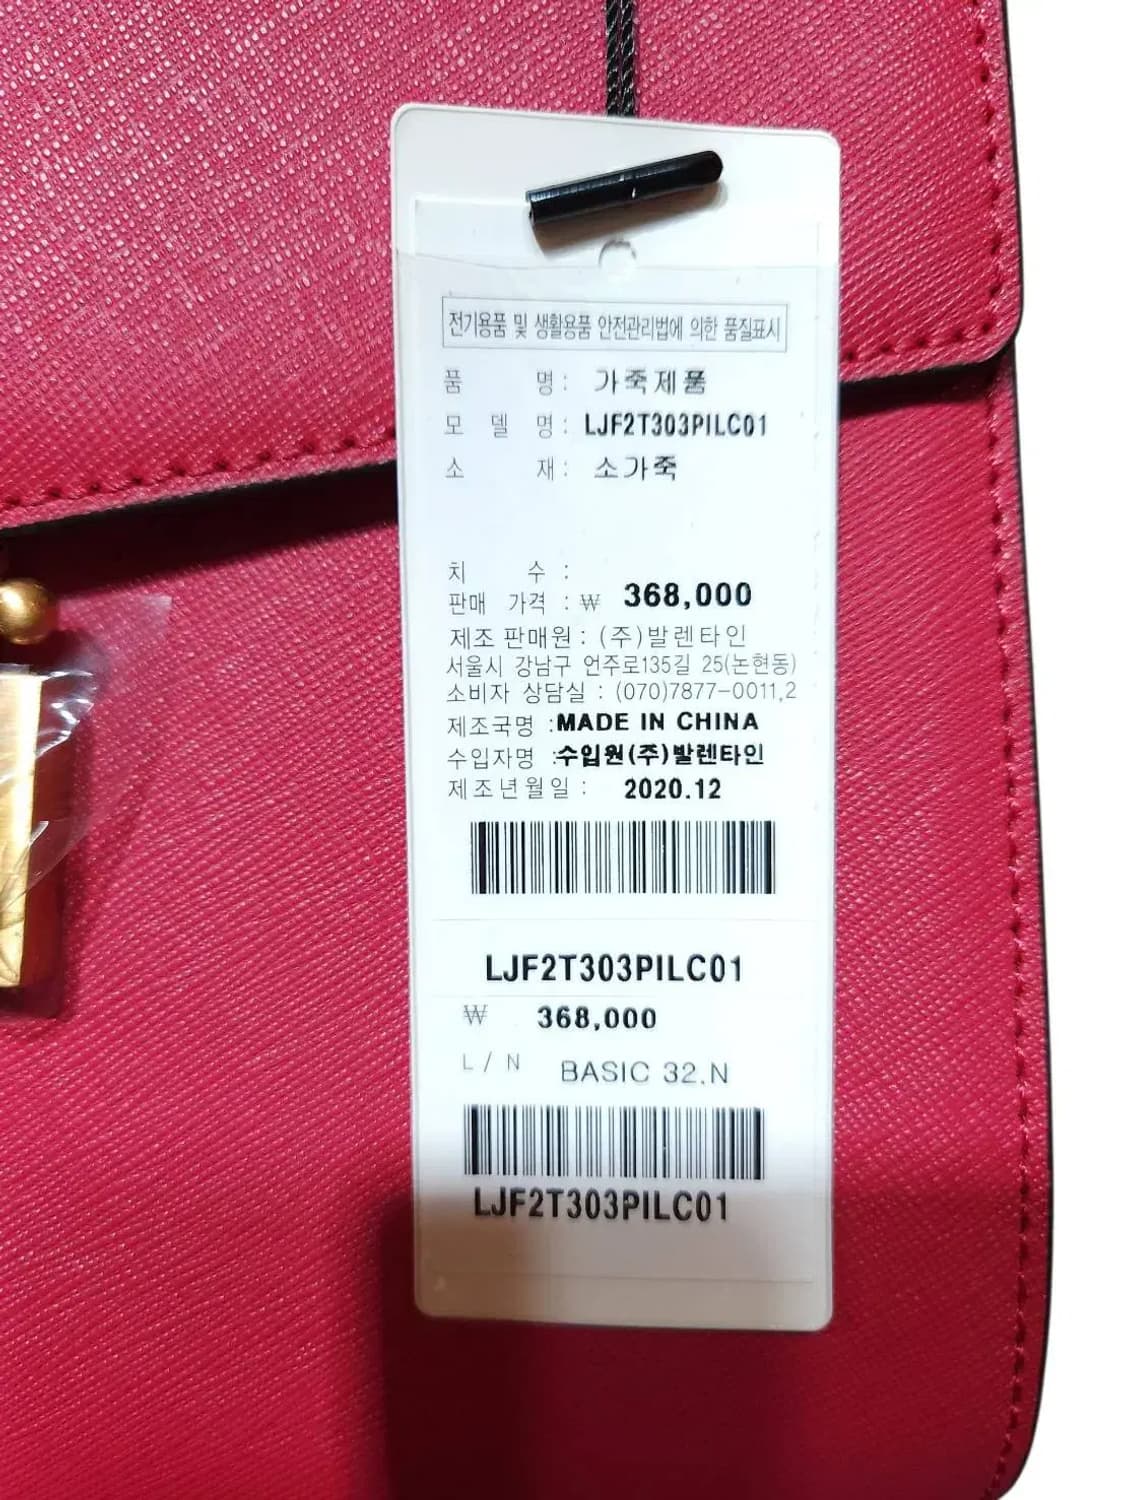 전기용품 및 생활용품 안전관리법에 의한 품질표시
품 명 : 가죽제품
모 델 명 : LJF2T303PILC01
소 재 : 소가죽
치 수 :
판매 가격 : ₩ 368,000
제조 판매원 : (주)발렌타인
서울시 강남구 언주로135길 25(논현동)
소비자 상담실 : (070)7877-0011,2
제조국명 :MADE IN CHINA
수입자명 :수입원(주)발렌타인
제조년월일 : 2020.12
LJF2T303PILC01
₩ 368,000
L / N BASIC 32.N
LJF2T303PILC01